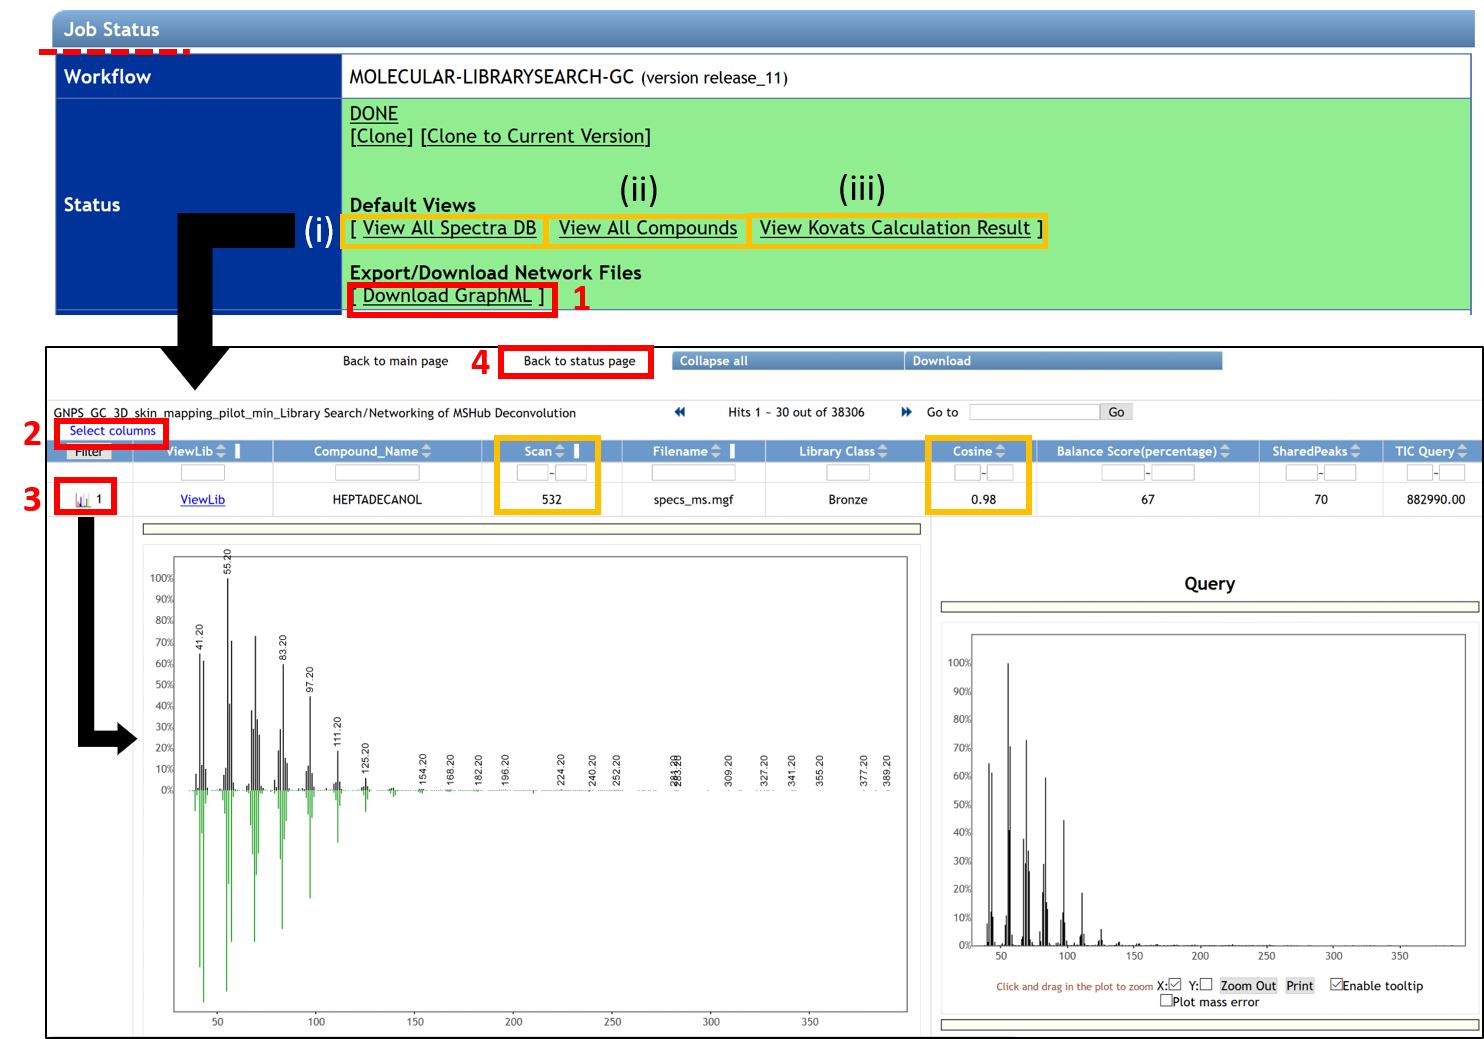 Job Status
Workflow
MOLECULAR-LIBRARYSEARCH-GC (version release_11)
DONE
[Clone] [Clone to Current Version]
(ii)
(iii)
Status
Default Views
(i)
[ View All Spectra DB View All Compounds View Kovats Calculation Result ]
Export/Download Network Files
[ Download GraphML ] 1
Back to main page 4 Back to status page Collapse all Download
GNPS_GC_3D_skin_mapping_pilot_min_Library Search/Networking of MSHub Deconvolution Hits 1 ~ 30 out of 38306 Go to Go
2 Select columns
Filter ViewLib Compound_Name Scan Filename Library Class Cosine Balance Score(percentage) SharedPeaks TIC Query
~ ~ ~ ~ ~
3 1 ViewLib HEPTADECANOL 532 specs_ms.mgf Bronze 0.98 67 70 882990.00
55.20
100%
90%
80%
70%
60%
50%
40%
30%
20%
10%
0%
41.20
83.20
97.20
111.20
125.20
154.20
168.20
182.20
196.20
224.20
240.20
252.20
283.20
309.20
327.20
341.20
355.20
377.20
389.20
50 100 150 200 250 300 350
Query
100%
90%
80%
70%
60%
50%
40%
30%
20%
10%
0%
50 100 150 200 250 300 350
Click and drag in the plot to zoom X: Y: Zoom Out Print Enable tooltip
Plot mass error